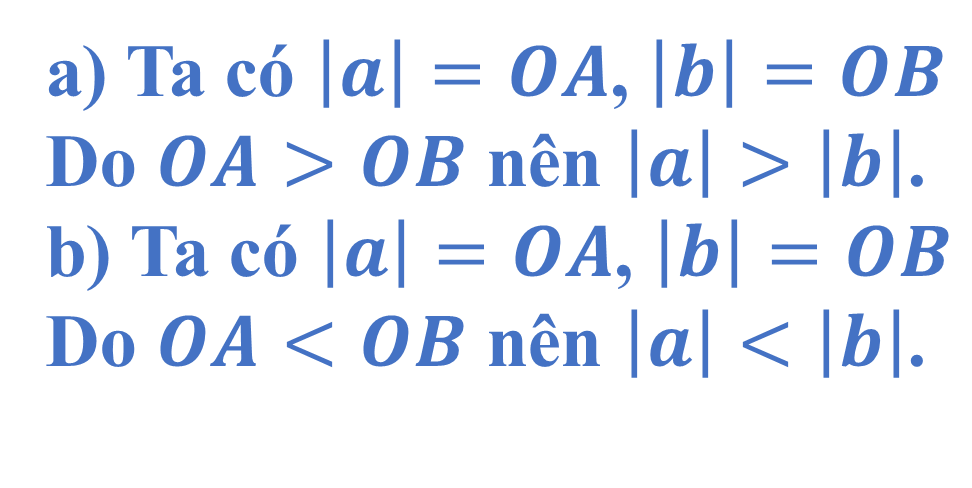 a) Ta có |a| = OA, |b| = OB
Do OA > OB nên |a| > |b|.
b) Ta có |a| = OA, |b| = OB
Do OA < OB nên |a| < |b|.